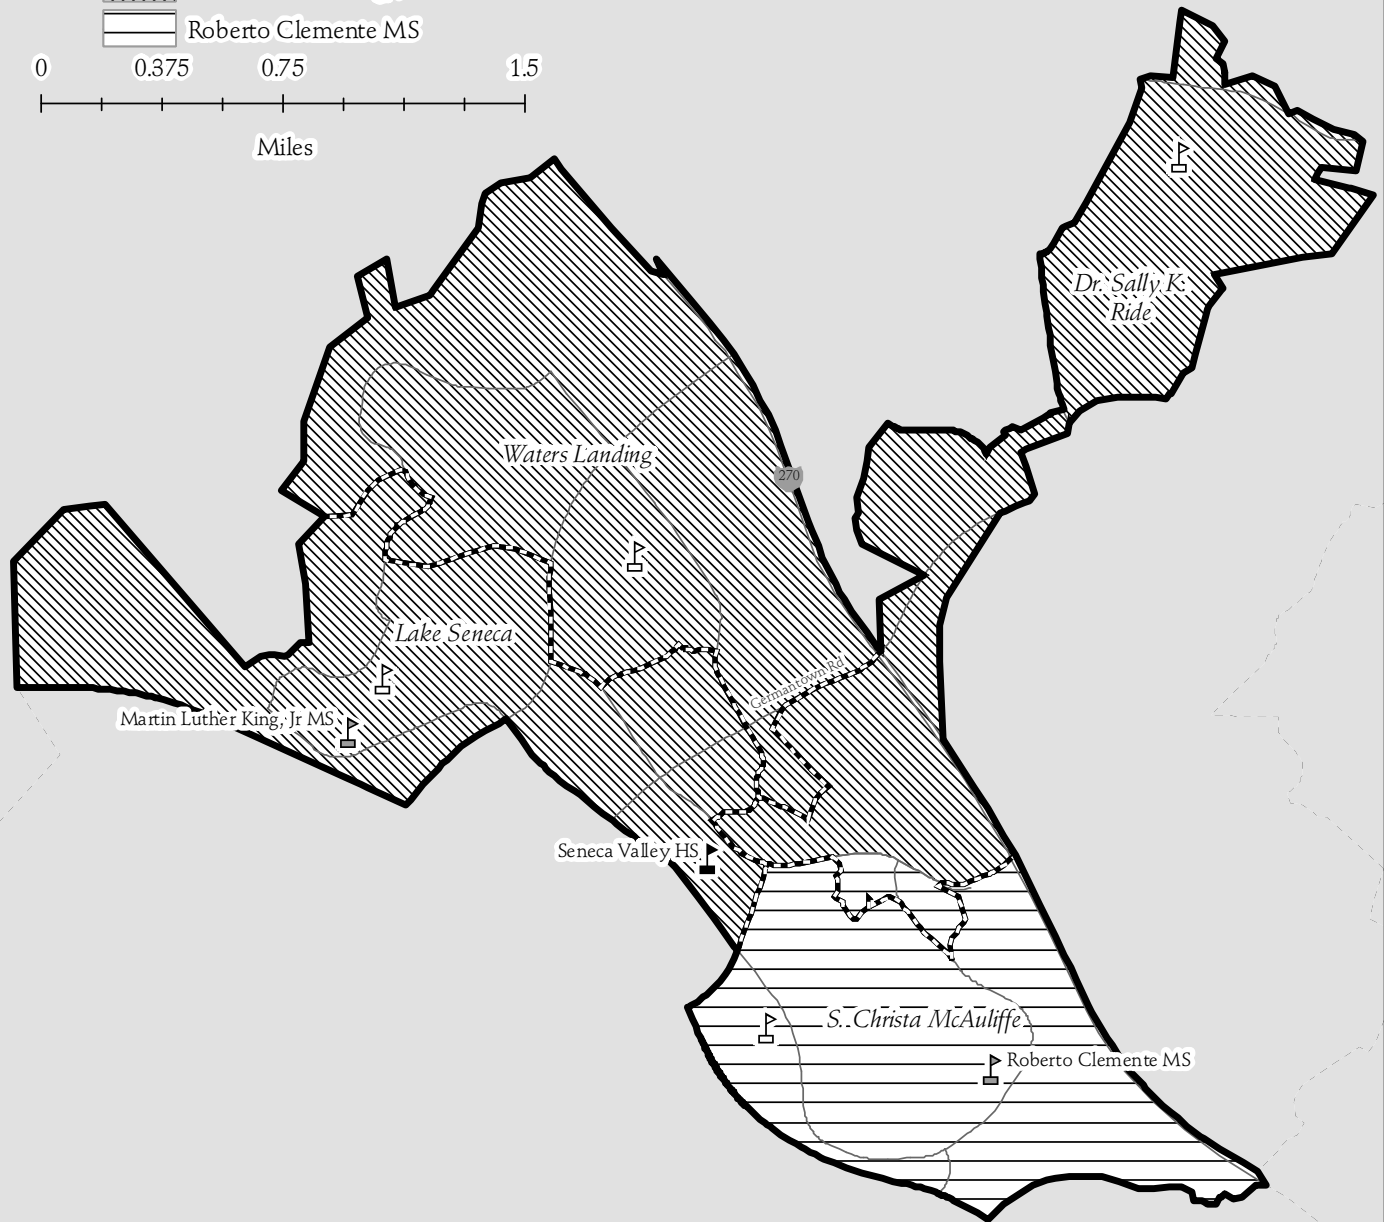 Roberto Clemente MS
0 0.375 0.75 1.5
Miles
Dr. Sally K.
Ride
Waters Landing
270
Lake Seneca
Germantown Rd
Martin Luther King, Jr MS
Seneca Valley HS
S. Christa McAuliffe
Roberto Clemente MS